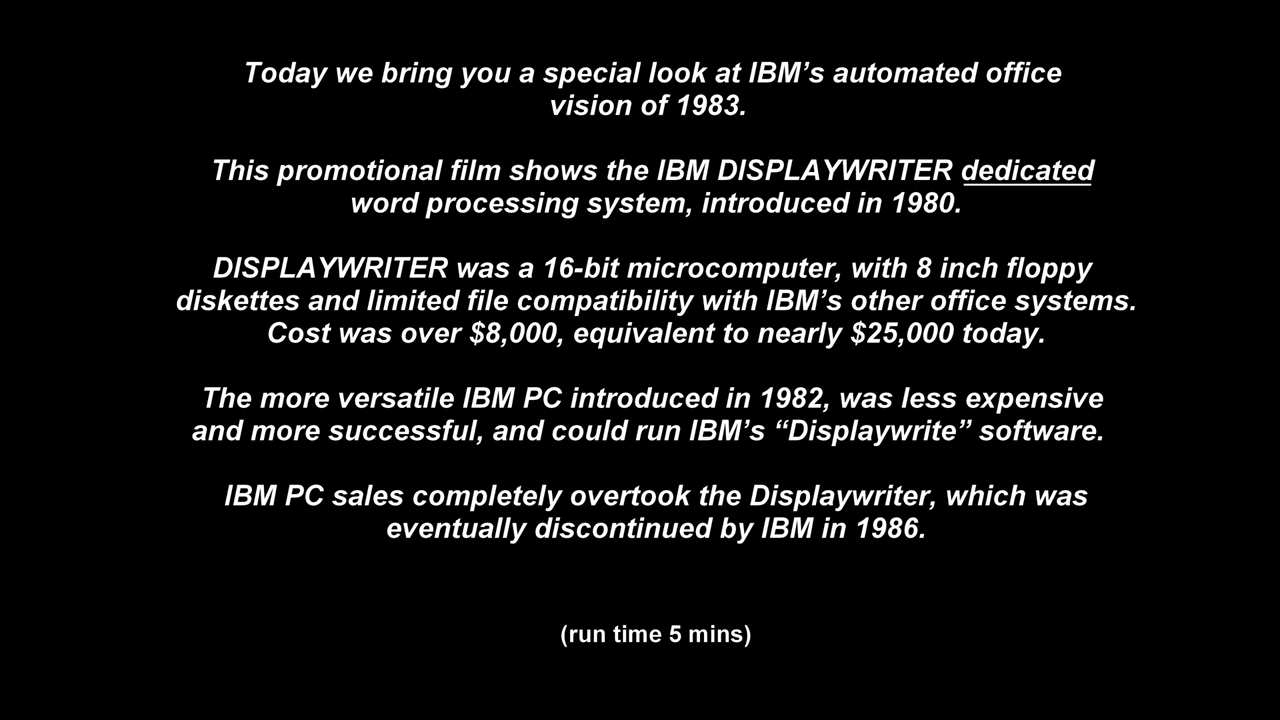 Today we bring you a special look at IBM’s automated office
vision of 1983.
This promotional film shows the IBM DISPLAYWRITER dedicated
word processing system, introduced in 1980.
DISPLAYWRITER was a 16-bit microcomputer, with 8 inch floppy
diskettes and limited file compatibility with IBM’s other office systems.
Cost was over $8,000, equivalent to nearly $25,000 today.
The more versatile IBM PC introduced in 1982, was less expensive
and more successful, and could run IBM’s “Displaywrite” software.
IBM PC sales completely overtook the Displaywriter, which was
eventually discontinued by IBM in 1986.
(run time 5 mins)